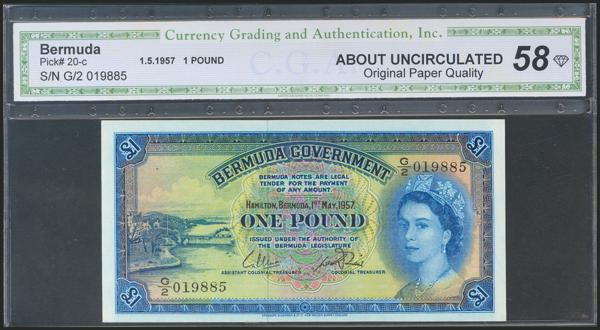 Currency Grading and Authentication, Inc.
Bermuda
Pick# 20-c
1.5.1957 1 POUND
S/N G/2 019885
C.G.A.
ABOUT UNCIRCULATED 58
Original Paper Quality
£1
£1
BERMUDA GOVERNMENT
G/2 019885
BERMUDA NOTES ARE LEGAL
TENDER FOR THE PAYMENT
OF ANY AMOUNT.
HAMILTON, BERMUDA, 1ST MAY, 1957.
ONE POUND
ISSUED UNDER THE AUTHORITY OF
THE BERMUDA LEGISLATURE
ASSISTANT COLONIAL TREASURER
COLONIAL TREASURER
G/2 019885
£1
£1